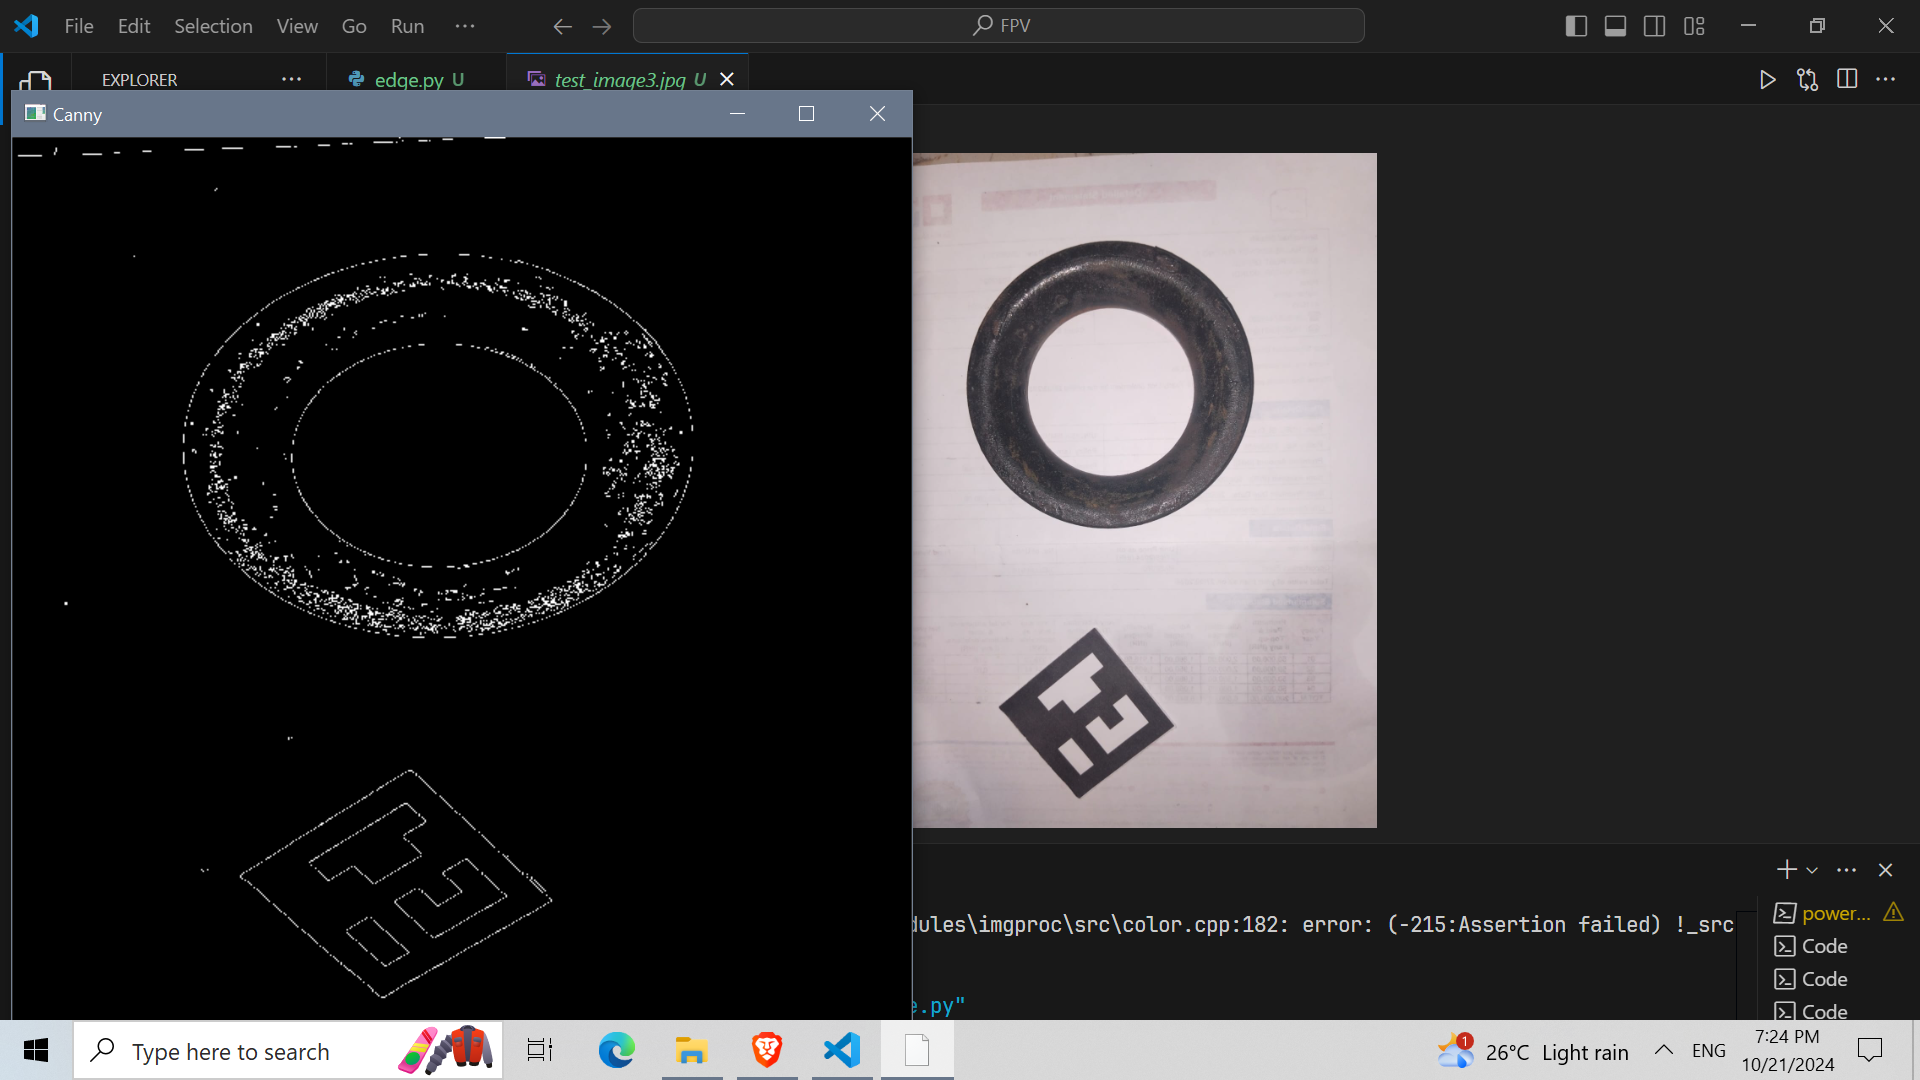 File Edit Selection View Go Run ···
FPV
EXPLORER ···
edge.py U
test_image3.jpg U
Canny
dules\imgproc\src\color.cpp:182: error: (-215:Assertion failed) !_src
e.py"
power...
Code
Code
Code
Type here to search
1
26°C Light rain
ENG
7:24 PM
10/21/2024